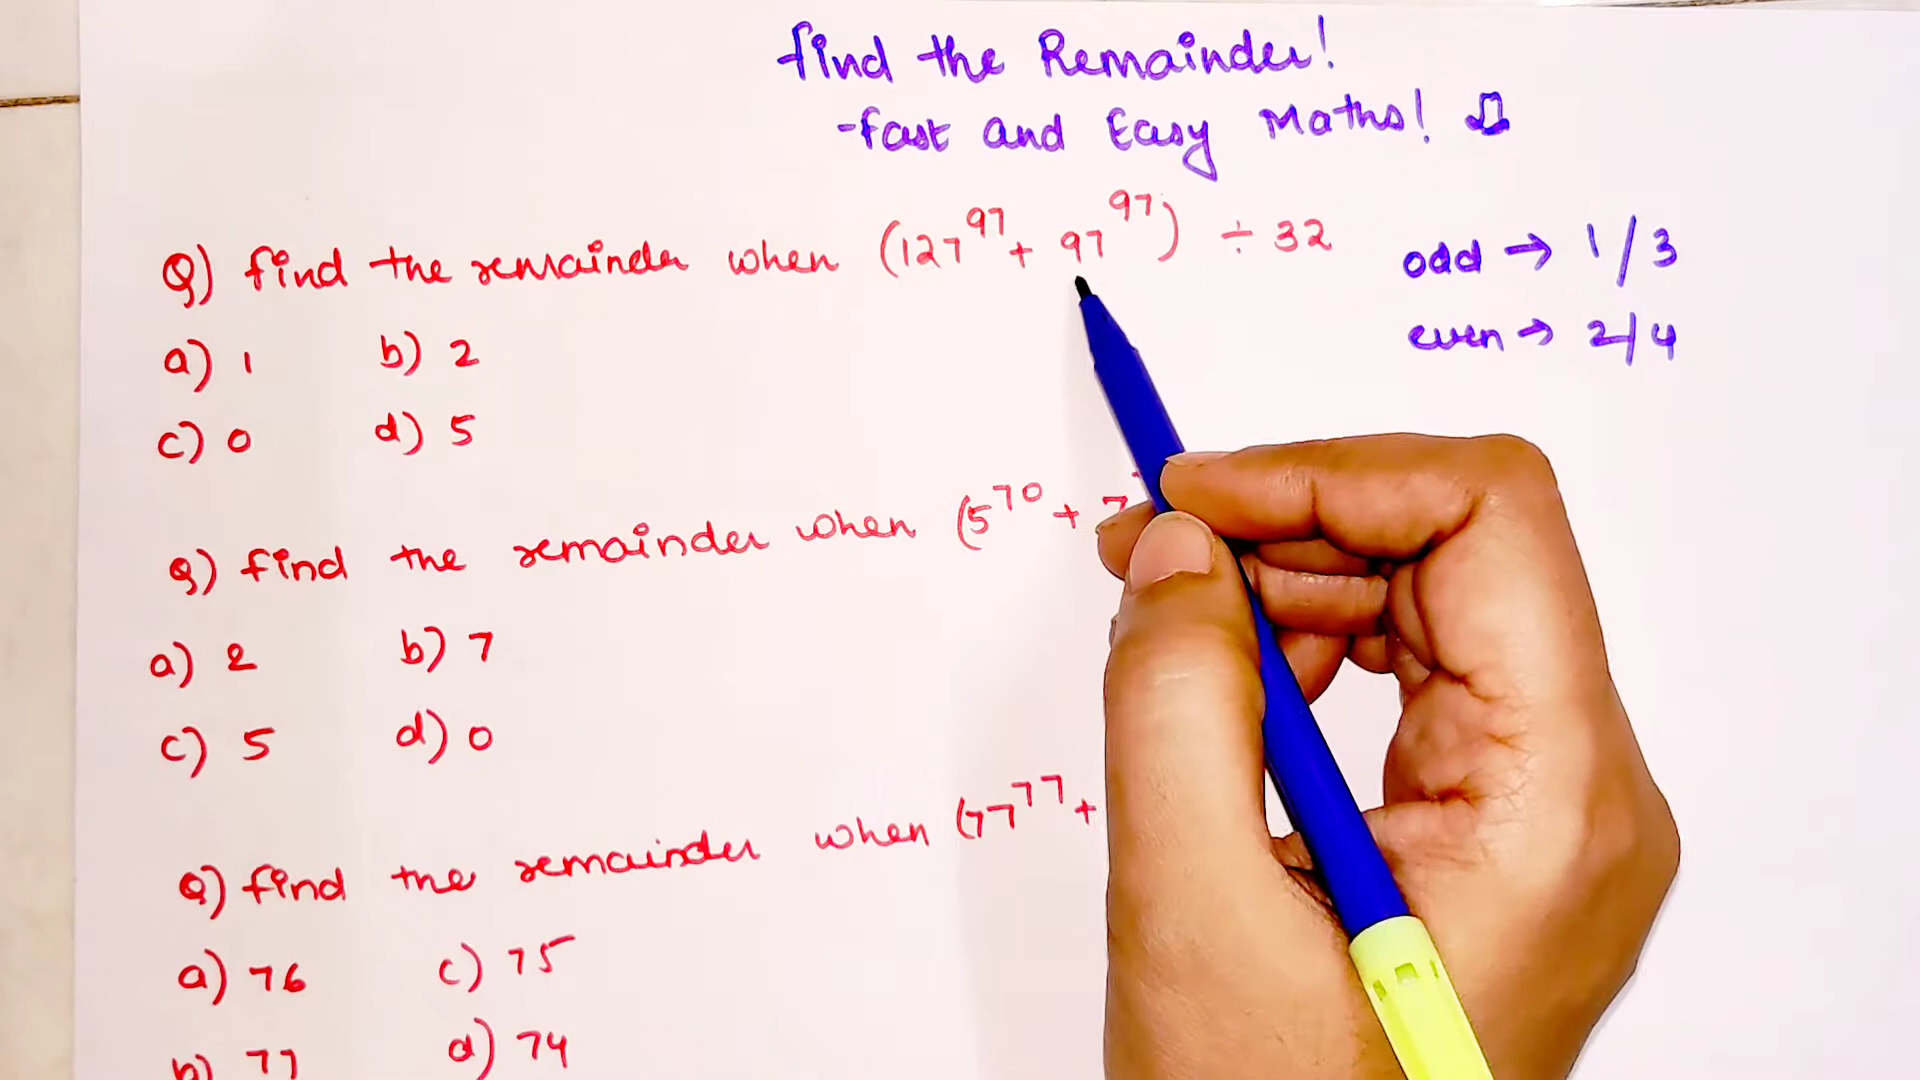 find the Remainder!
-fast and Easy Maths!
Q) find the remainder when (127^97 + 97^97) ÷ 32
odd → 1/3
even → 2/4
a) 1 b) 2
c) 0 d) 5
Q) find the remainder when (5^70 + 7
a) 2 b) 7
c) 5 d) 0
Q) find the remainder when (77^77 +
a) 76 c) 75
b) 77 d) 74